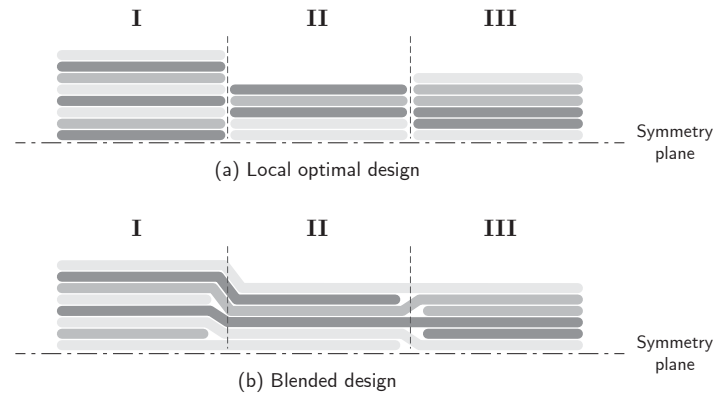 I II III
Symmetry
plane
(a) Local optimal design
I II III
Symmetry
plane
(b) Blended design